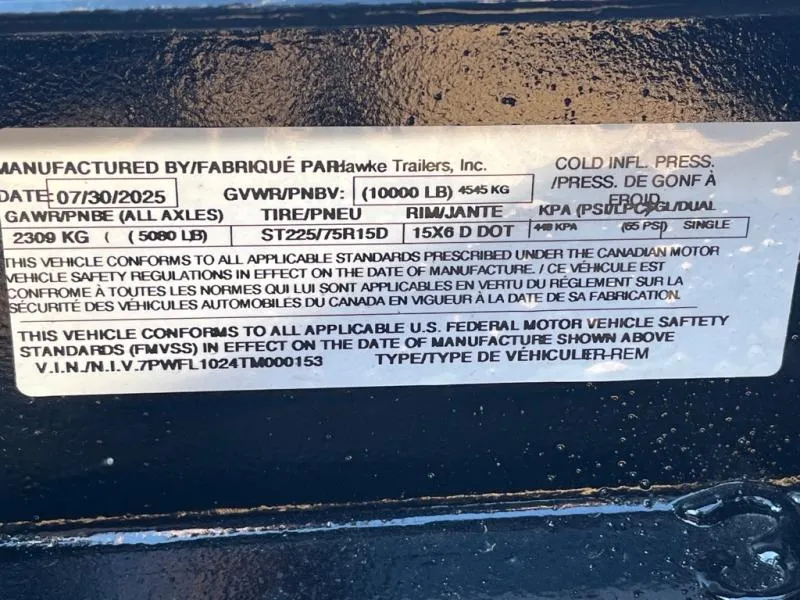 MANUFACTURED BY/FABRIQUÉ PAR Hawke Trailers, Inc.
COLD INFL. PRESS.
/PRESS. DE GONF À
FROID
DATE: 07/30/2025 GVWR/PNBV: (10000 LB) 4545 KG
GAWR/PNBE (ALL AXLES) TIRE/PNEU RIM/JANTE KPA (PSI/LPC) SGL/DUAL
2309 KG ( ( 5080 LB) ST225/75R15D 15X6 D DOT 448 KPA (65 PSI) SINGLE
THIS VEHICLE CONFORMS TO ALL APPLICABLE STANDARDS PRESCRIBED UNDER THE CANADIAN MOTOR
VEHICLE SAFETY REGULATIONS IN EFFECT ON THE DATE OF MANUFACTURE. / CE VÉHICULE EST
CONFROME À TOUTES LES NORMES QUI LUI SONT APPLICABLES EN VERTU DU RÉGLEMENT SUR LA
SÉCURITÉ DES VÉHICULES AUTOMOBILES DU CANADA EN VIGUEUR À LA DATE DE SA FABRICATION.
THIS VEHICLE CONFORMS TO ALL APPLICABLE U.S. FEDERAL MOTOR VEHICLE SAFTETY
STANDARDS (FMVSS) IN EFFECT ON THE DATE OF MANUFACTURE SHOWN ABOVE
V.I.N./N.I.V. 7PWFL1024TM000153 TYPE/TYPE DE VÉHICULE: TR-REM